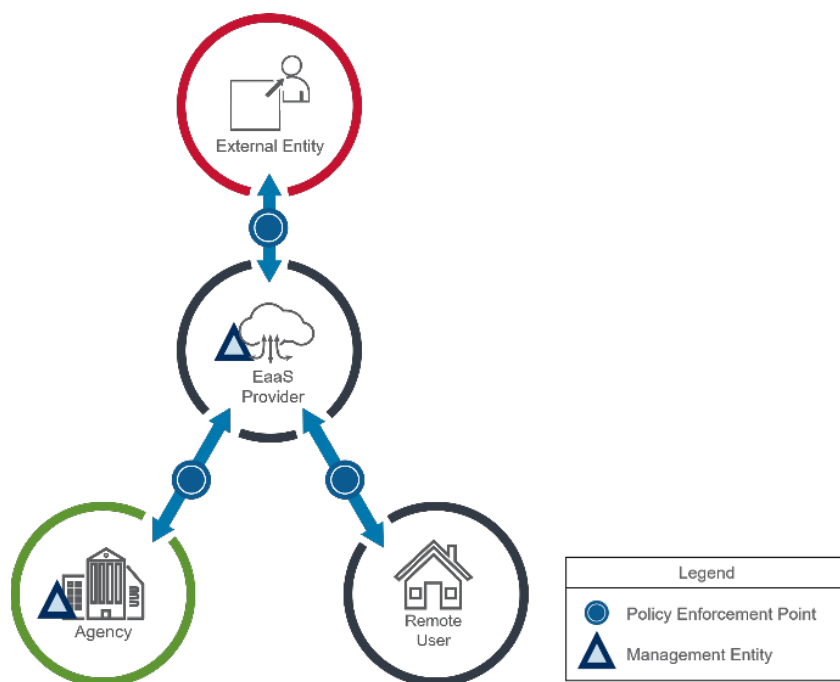 External Entity
EaaS
Provider
Agency
Remote
User
Legend
Policy Enforcement Point
Management Entity